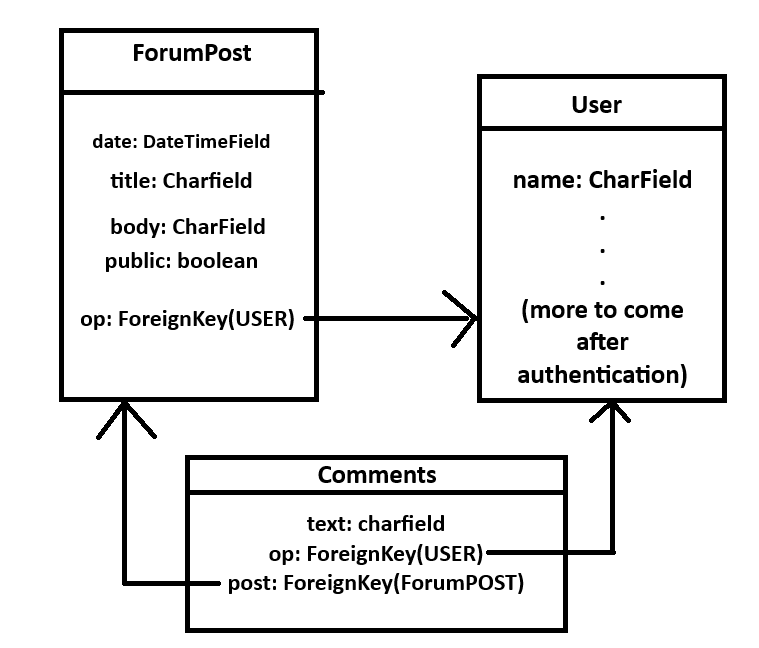 ForumPost
date: DateTimeField
title: Charfield
body: CharField
public: boolean
op: ForeignKey(USER)
User
name: CharField
.
.
.
(more to come
after
authentication)
Comments
text: charfield
op: ForeignKey(USER)
post: ForeignKey(ForumPOST)